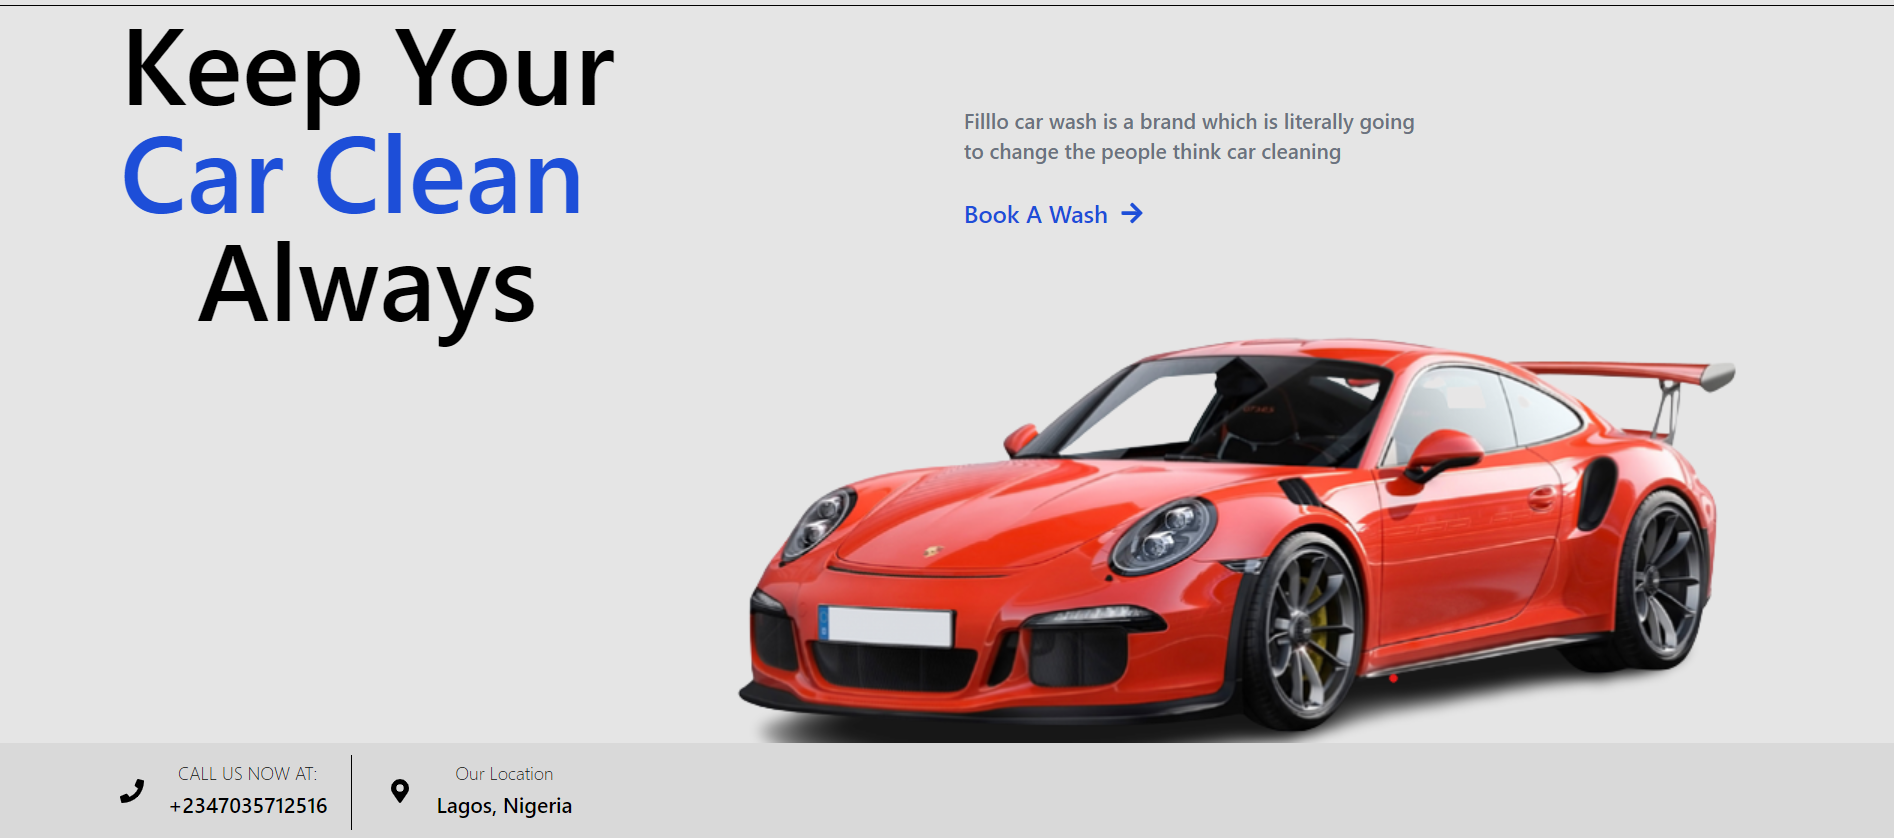 Keep Your
Car Clean
Always
Filllo car wash is a brand which is literally going
to change the people think car cleaning
Book A Wash
CALL US NOW AT:
+2347035712516
Our Location
Lagos, Nigeria